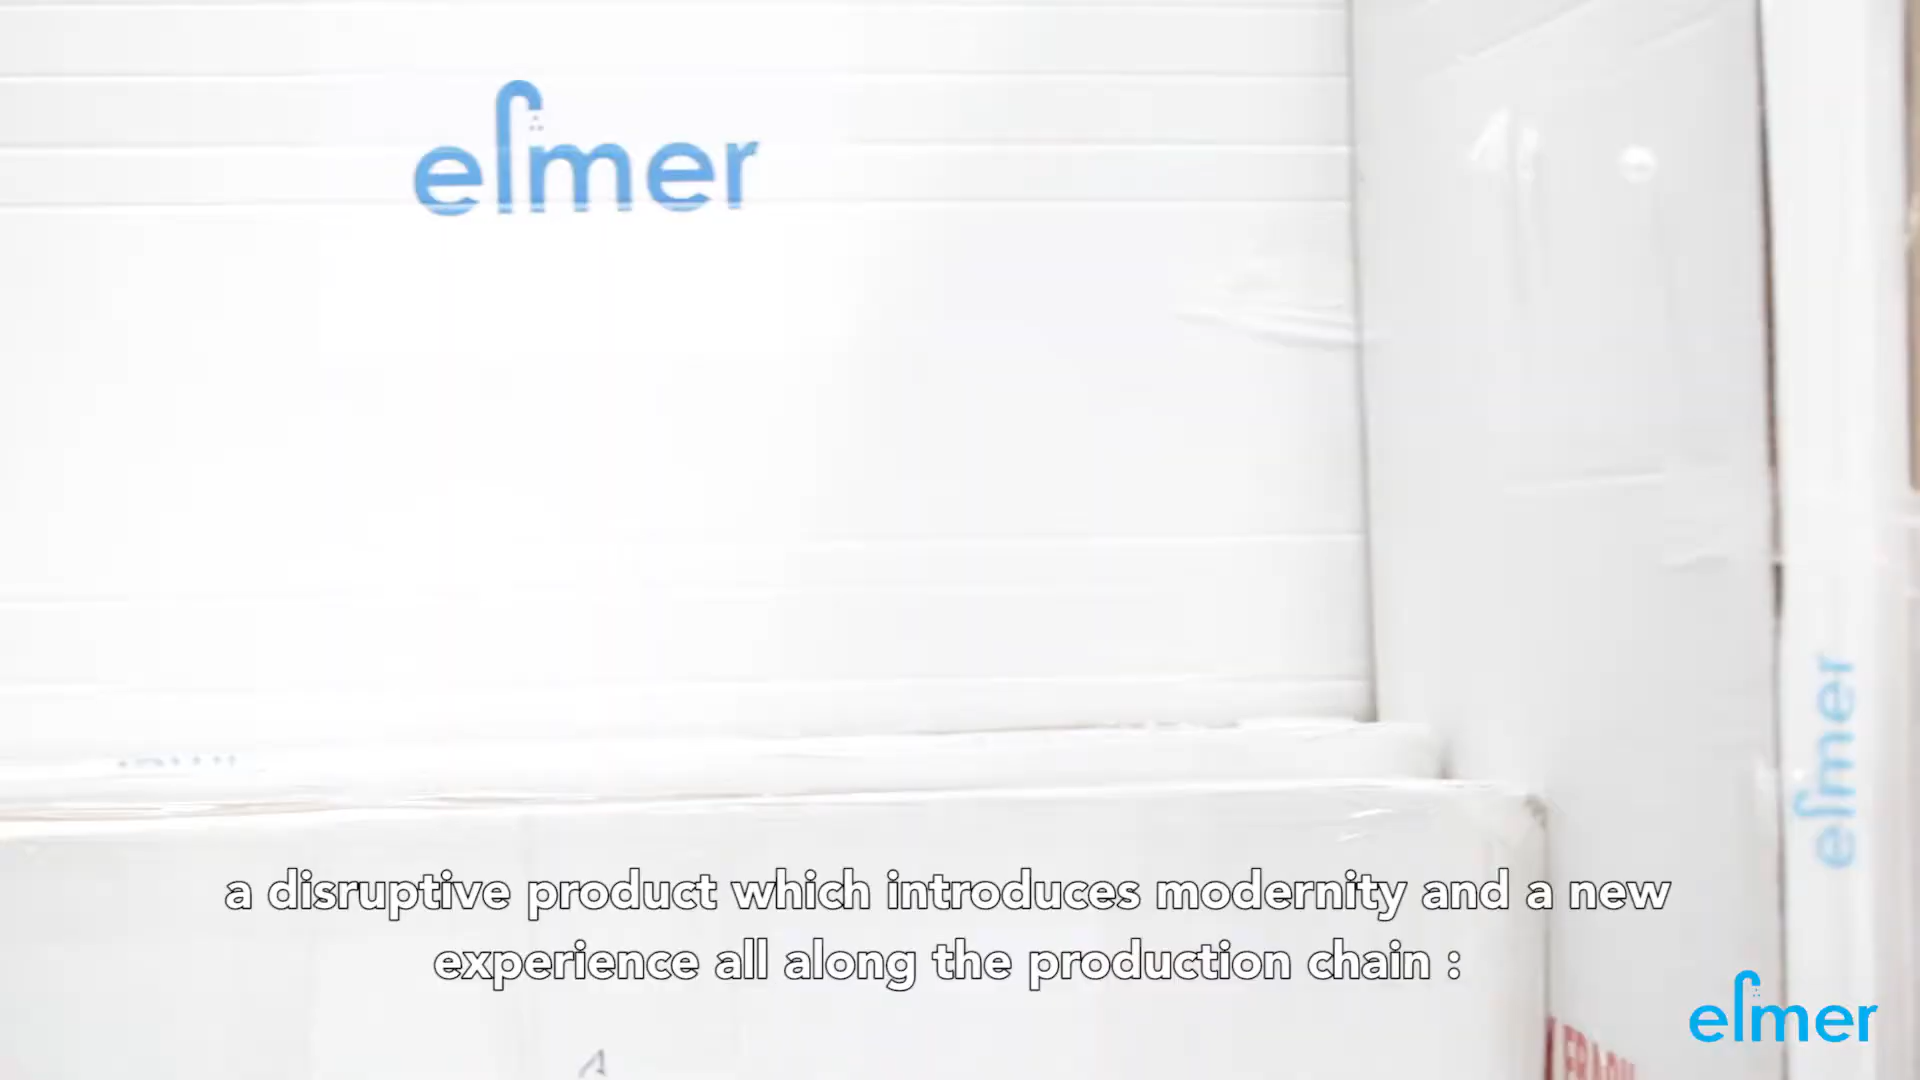 elmer
elmer
a disruptive product which introduces modernity and a new
experience all along the production chain :
elmer